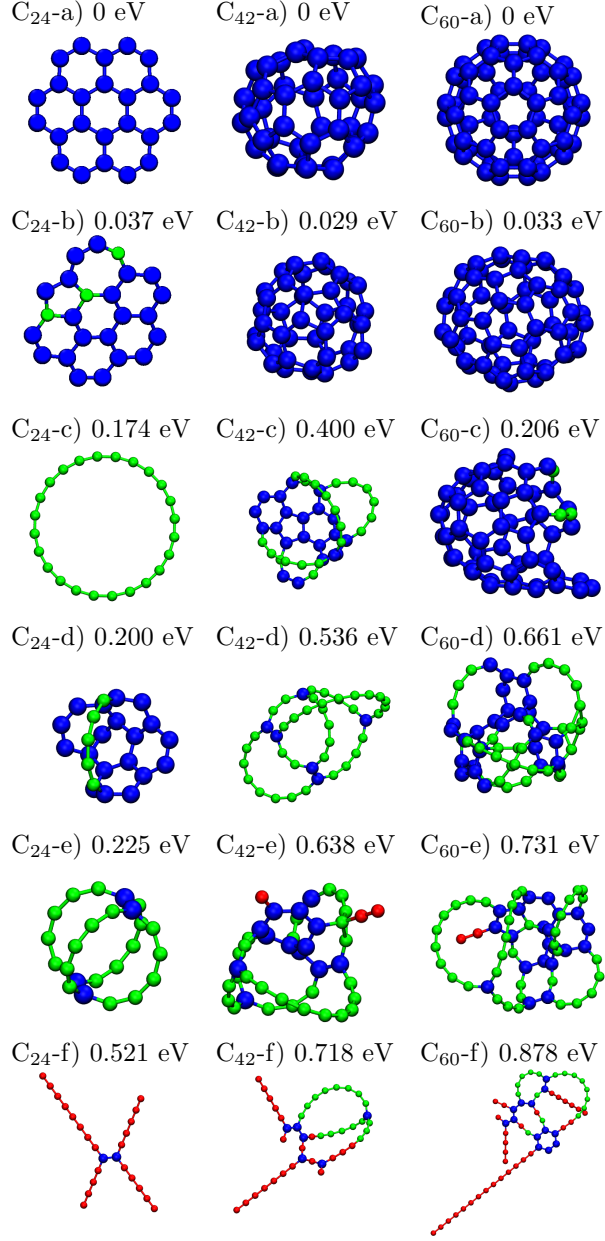 C₂₄-a) 0 eV C₄₂-a) 0 eV C₆₀-a) 0 eV
C₂₄-b) 0.037 eV C₄₂-b) 0.029 eV C₆₀-b) 0.033 eV
C₂₄-c) 0.174 eV C₄₂-c) 0.400 eV C₆₀-c) 0.206 eV
C₂₄-d) 0.200 eV C₄₂-d) 0.536 eV C₆₀-d) 0.661 eV
C₂₄-e) 0.225 eV C₄₂-e) 0.638 eV C₆₀-e) 0.731 eV
C₂₄-f) 0.521 eV C₄₂-f) 0.718 eV C₆₀-f) 0.878 eV